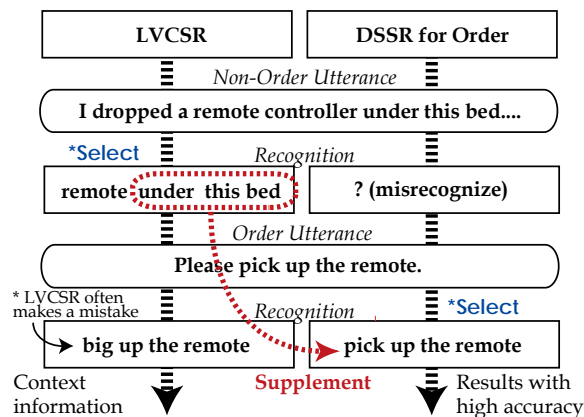 LVCSR
DSSR for Order
Non-Order Utterance
I dropped a remote controller under this bed....
*Select
Recognition
remote under this bed
? (misrecognize)
Order Utterance
Please pick up the remote.
* LVCSR often
makes a mistake
Recognition
*Select
big up the remote
pick up the remote
Context
information
Supplement
Results with
high accuracy